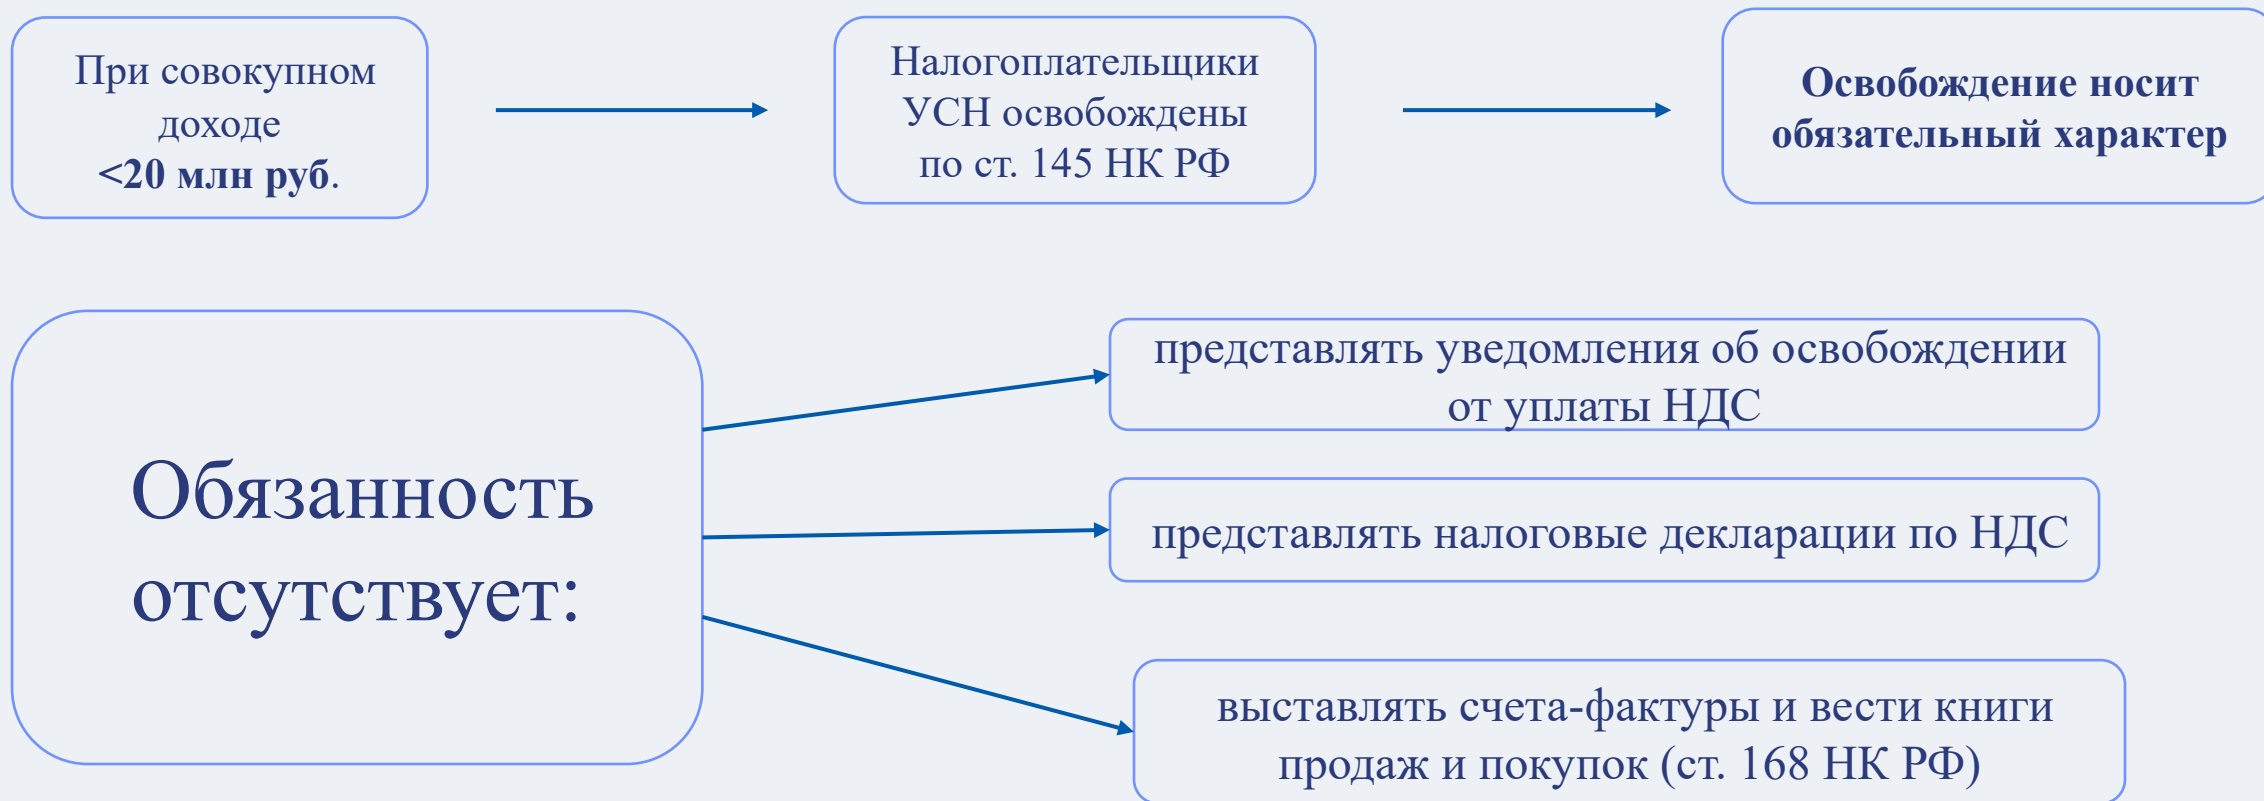 При совокупном
доходе
<20 млн руб.
Налогоплательщики
УСН освобождены
по ст. 145 НК РФ
Освобождение носит
обязательный характер
Обязанность
отсутствует:
представлять уведомления об освобождении
от уплаты НДС
представлять налоговые декларации по НДС
выставлять счета-фактуры и вести книги
продаж и покупок (ст. 168 НК РФ)